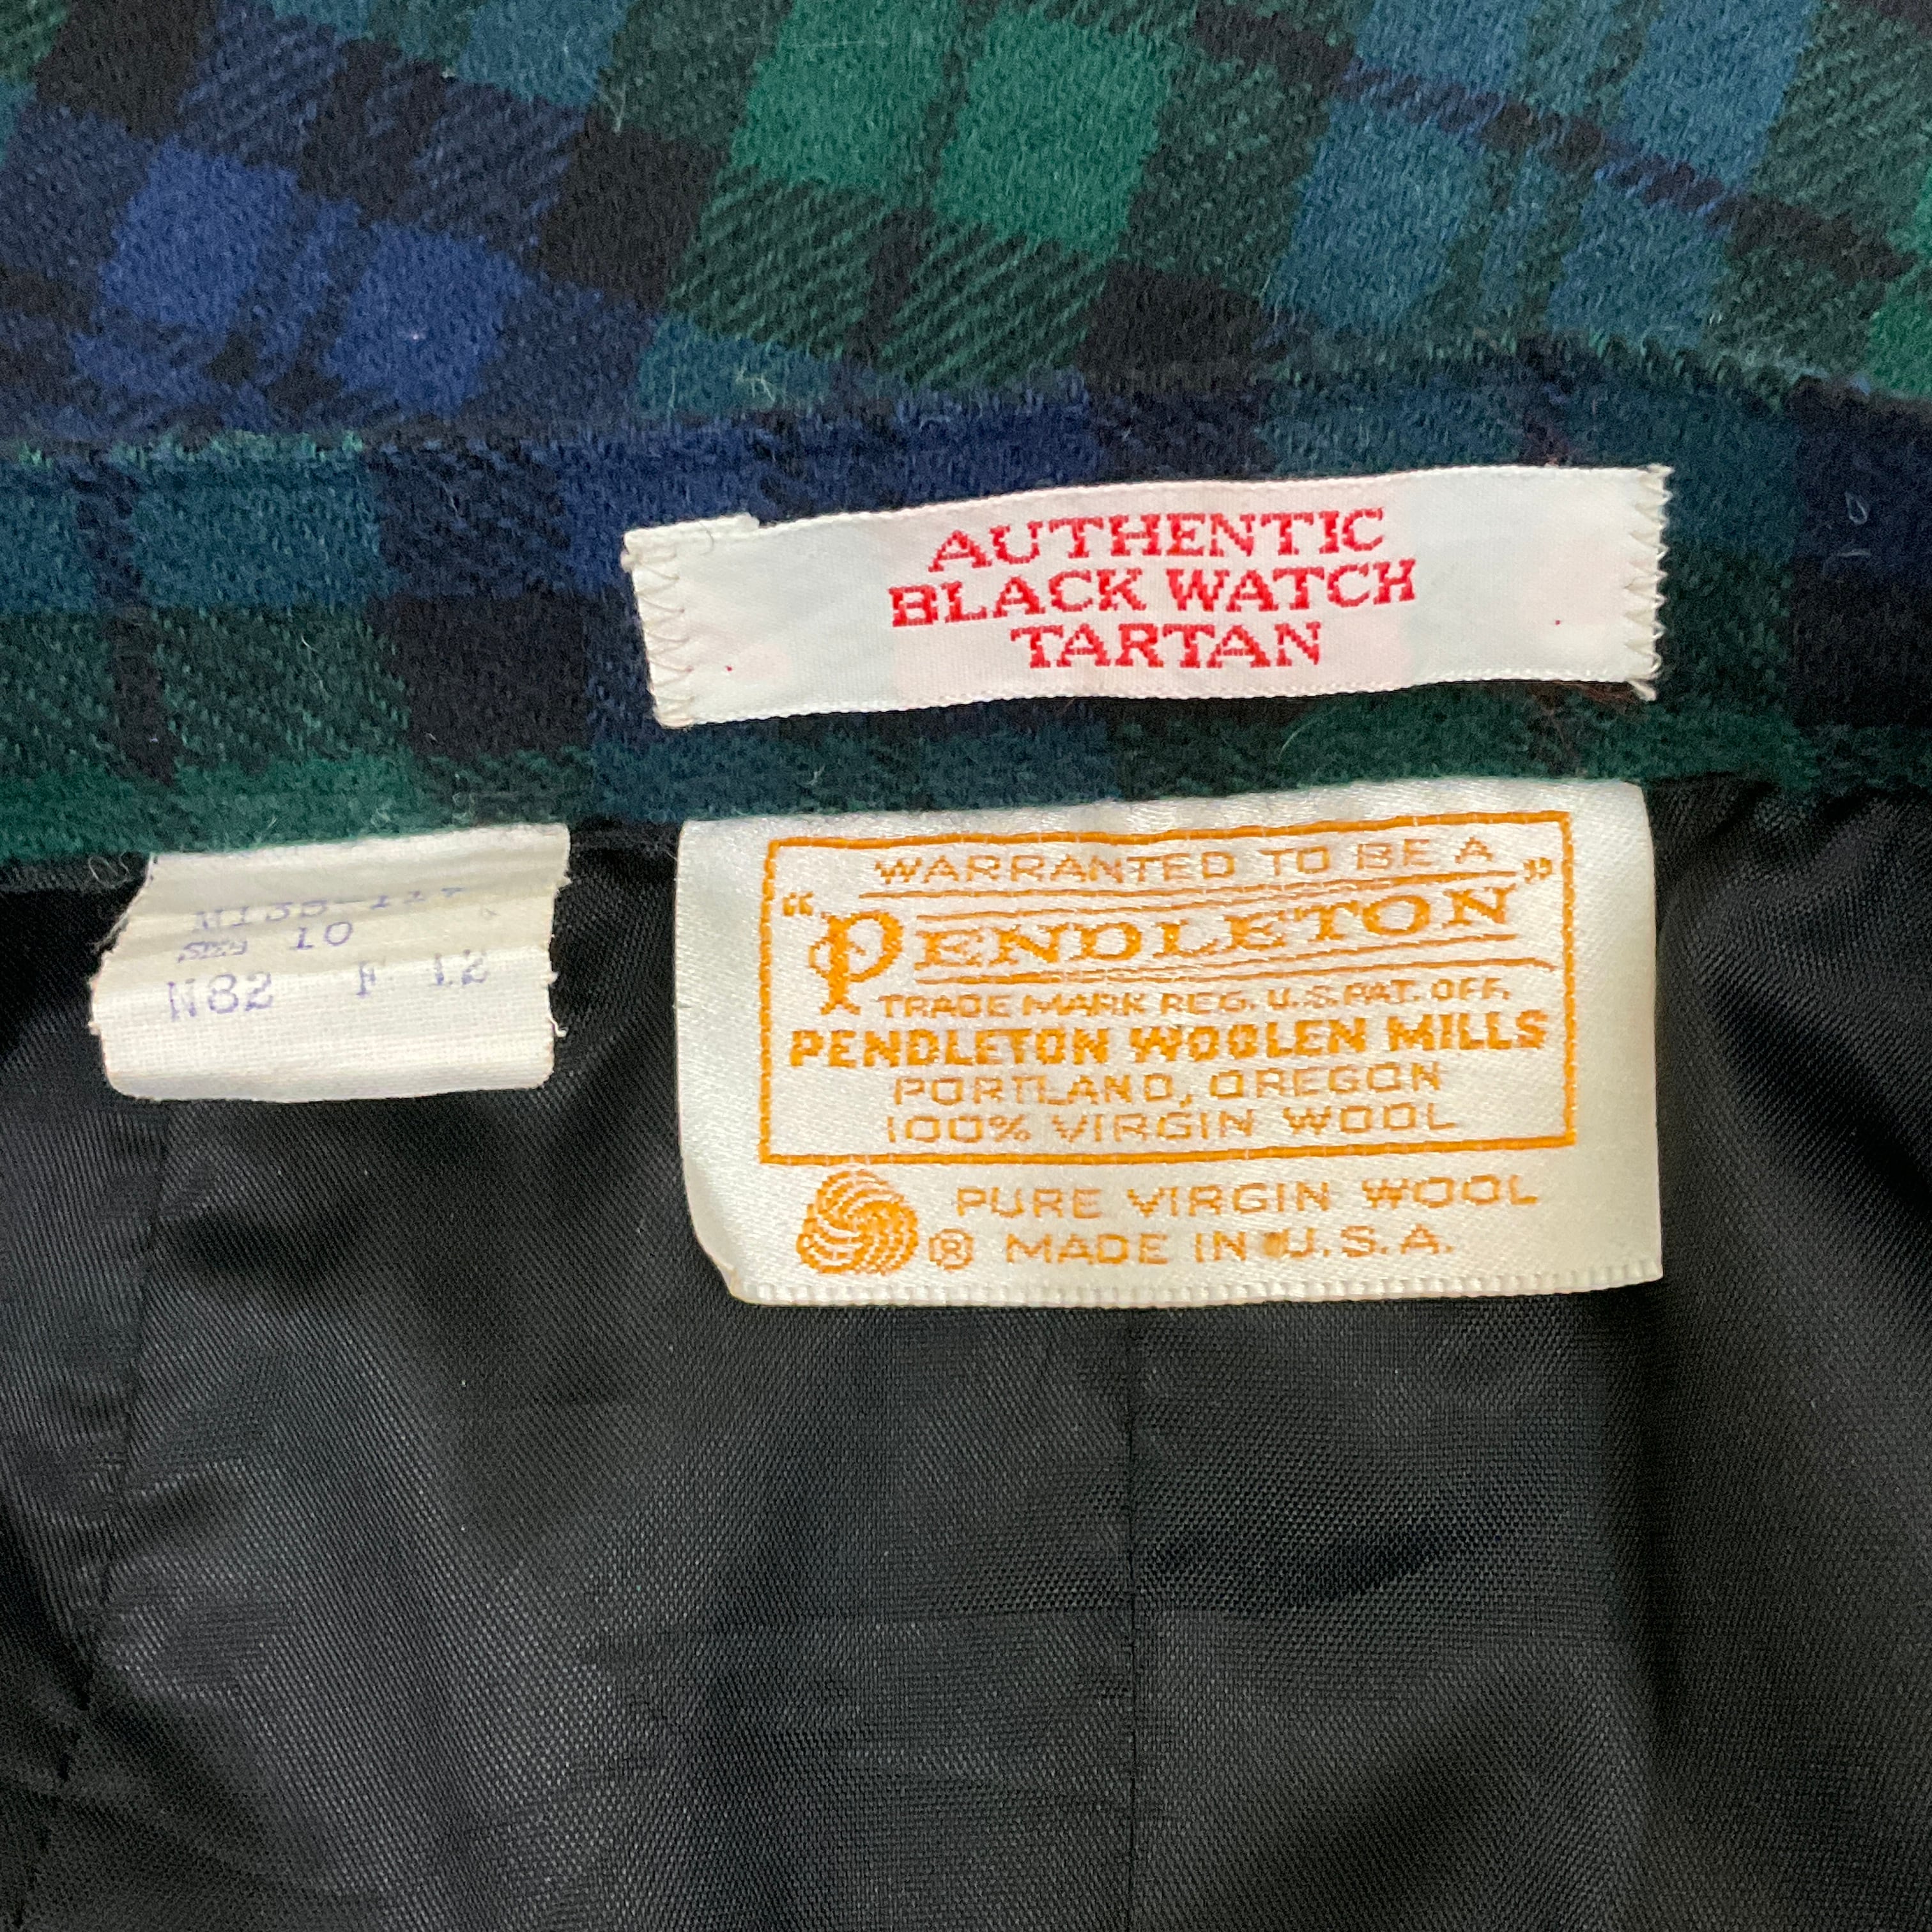 AUTHENTIC
BLACK WATCH
TARTAN
10
N82 F 12
WARRANTED TO BE A
"PENDLETON"
TRADE MARK REG. U.S. PAT. OFF.
PENDLETON WOOLEN MILLS
PORTLAND, OREGON
100% VIRGIN WOOL
PURE VIRGIN WOOL
® MADE IN U.S.A.